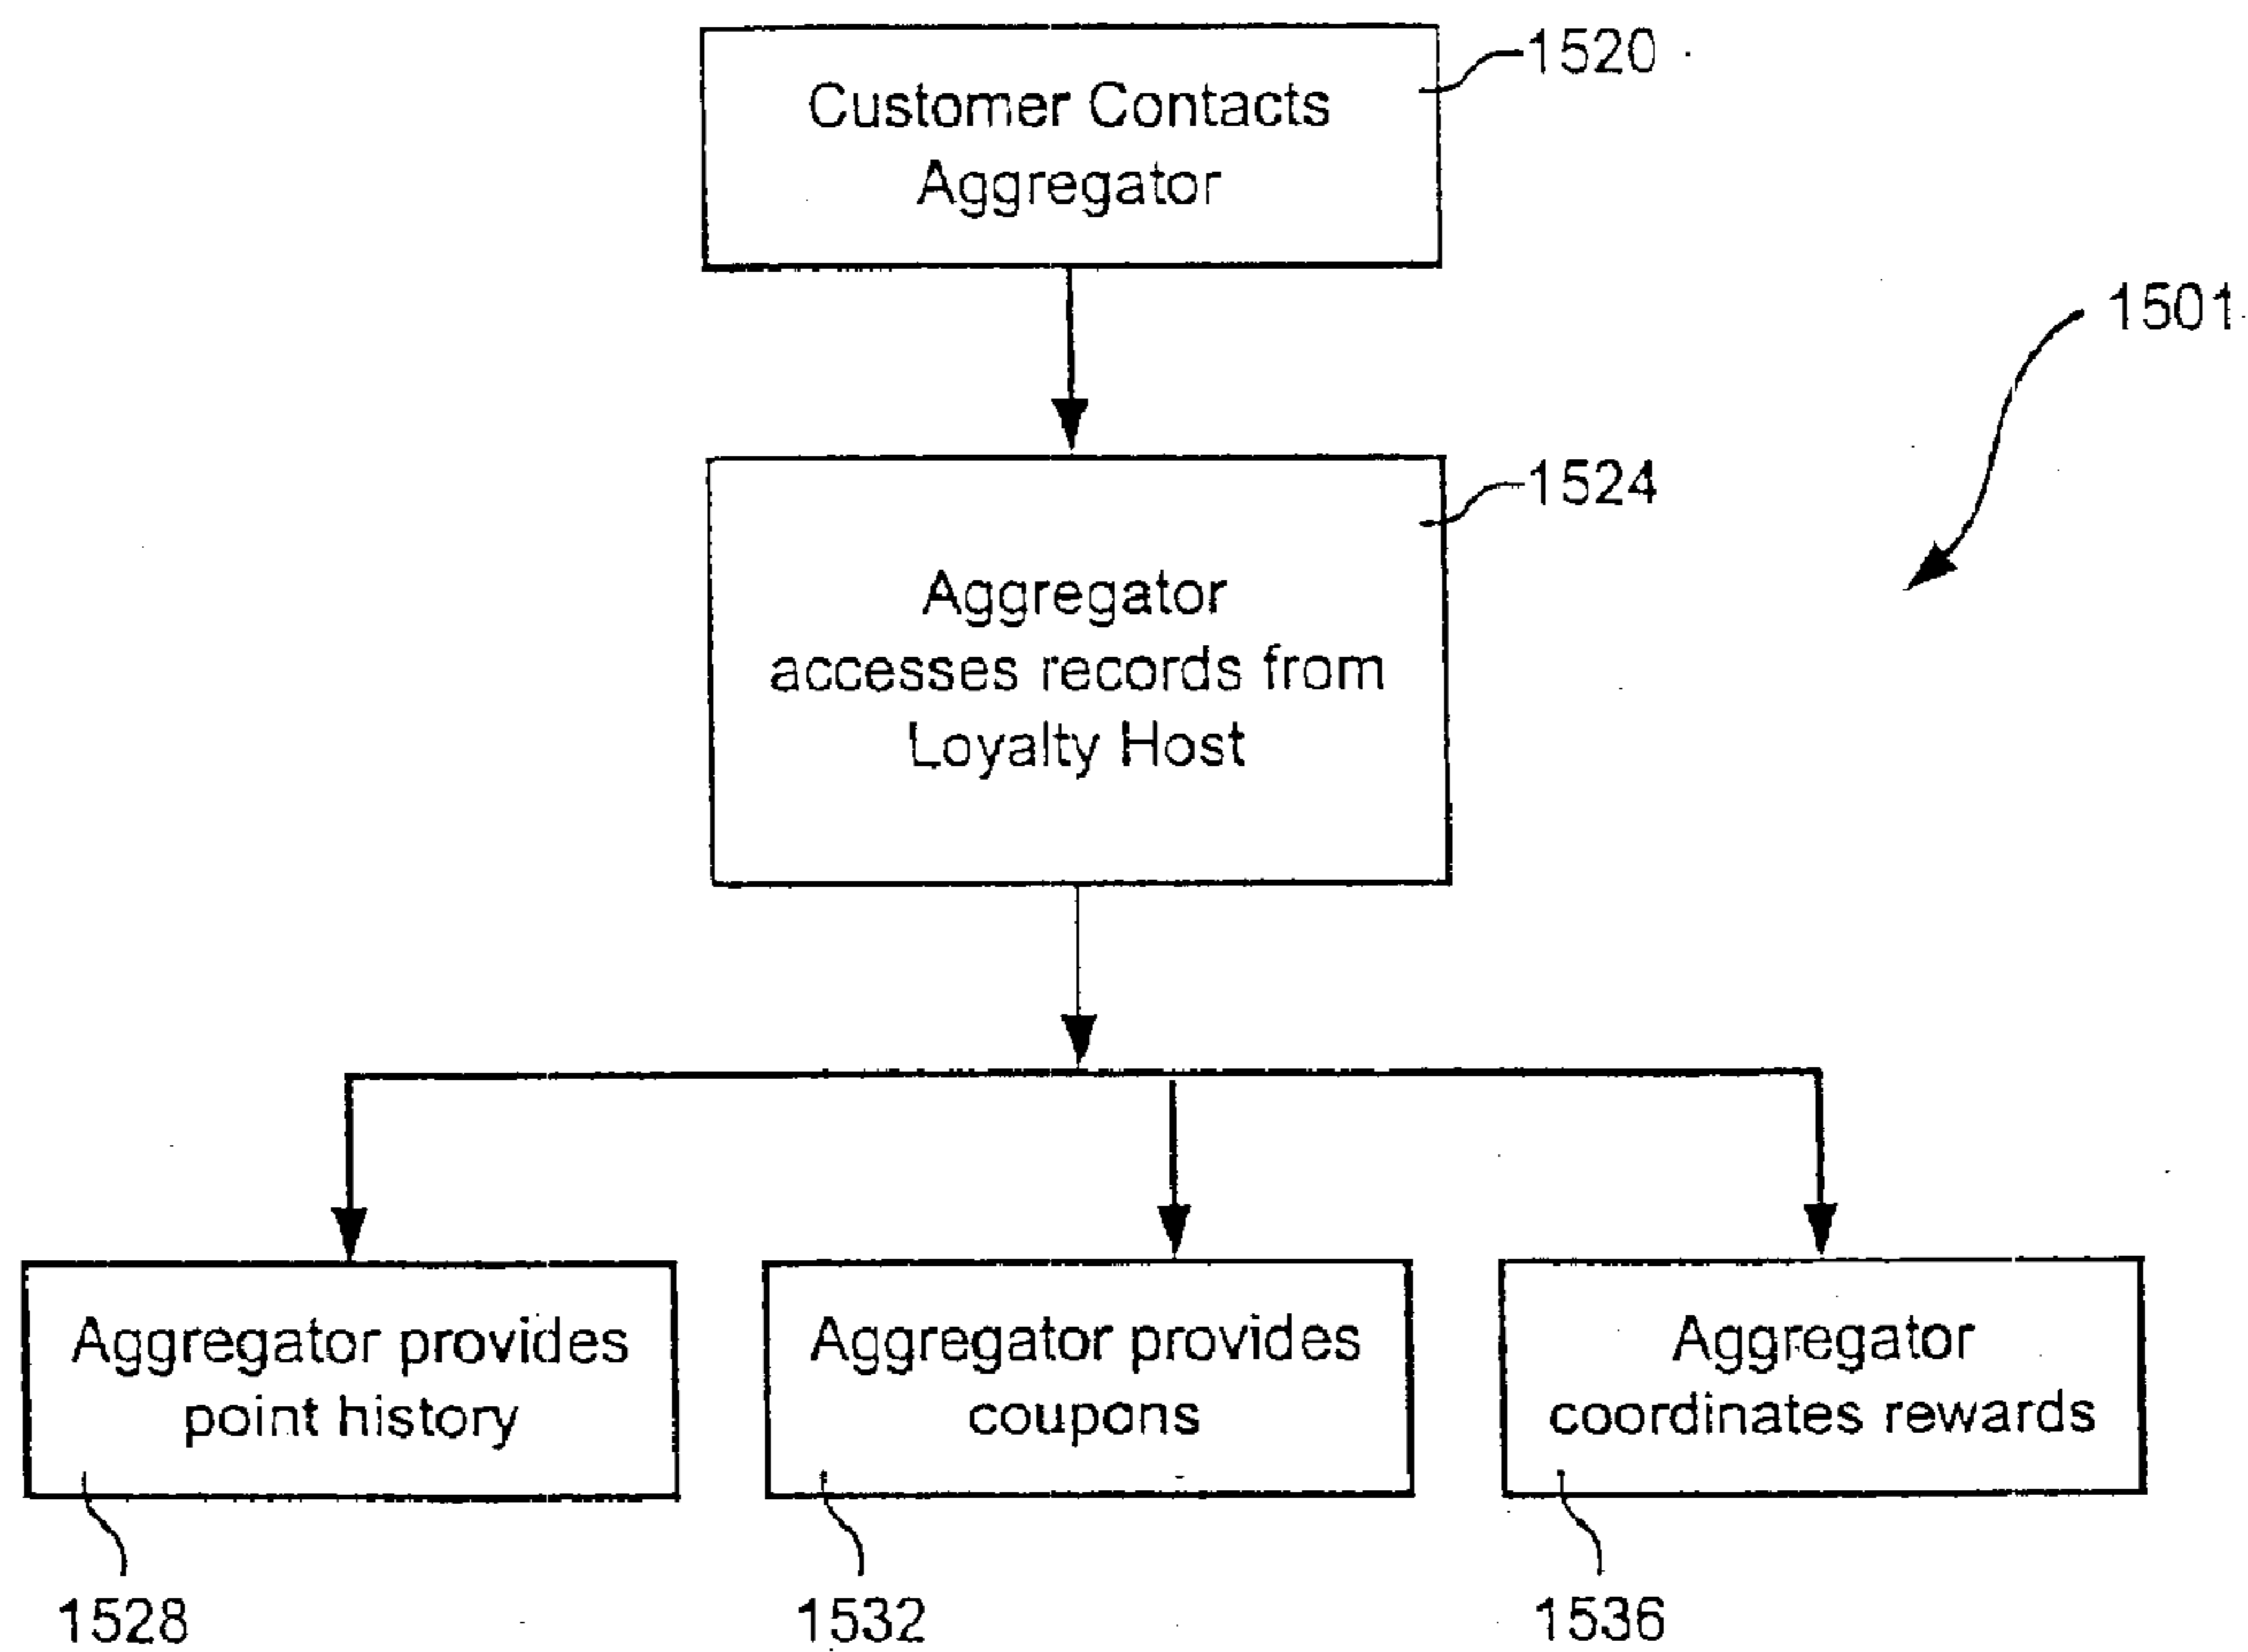 1520
Customer Contacts
Aggregator
1501
1524
Aggregator
accesses records from
Loyalty Host
Aggregator provides
point history
Aggregator provides
coupons
Aggregator
coordinates rewards
1528
1532
1536